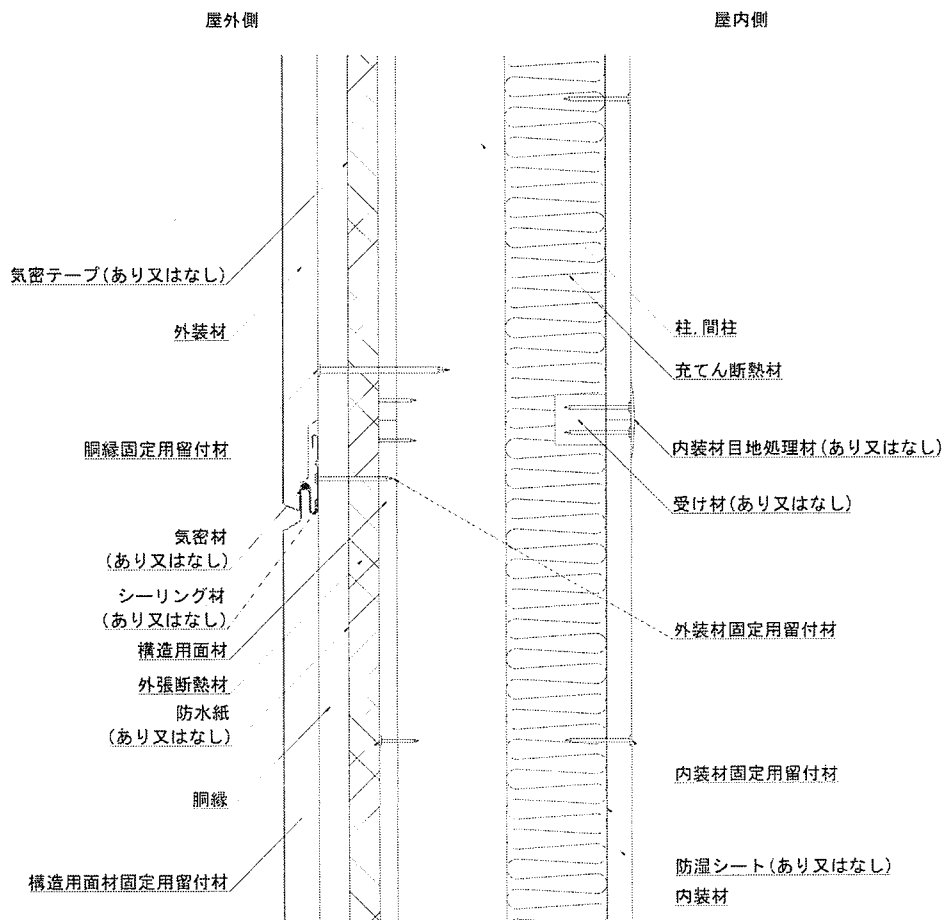 屋外側
屋内側
気密テープ(あり又はなし)
外装材
胴縁固定用留付材
気密材
(あり又はなし)
シーリング材
(あり又はなし)
構造用面材
外張断熱材
防水紙
(あり又はなし)
胴縁
構造用面材固定用留付材
柱,間柱
充てん断熱材
内装材目地処理材(あり又はなし)
受け材(あり又はなし)
外装材固定用留付材
内装材固定用留付材
防湿シート(あり又はなし)
内装材